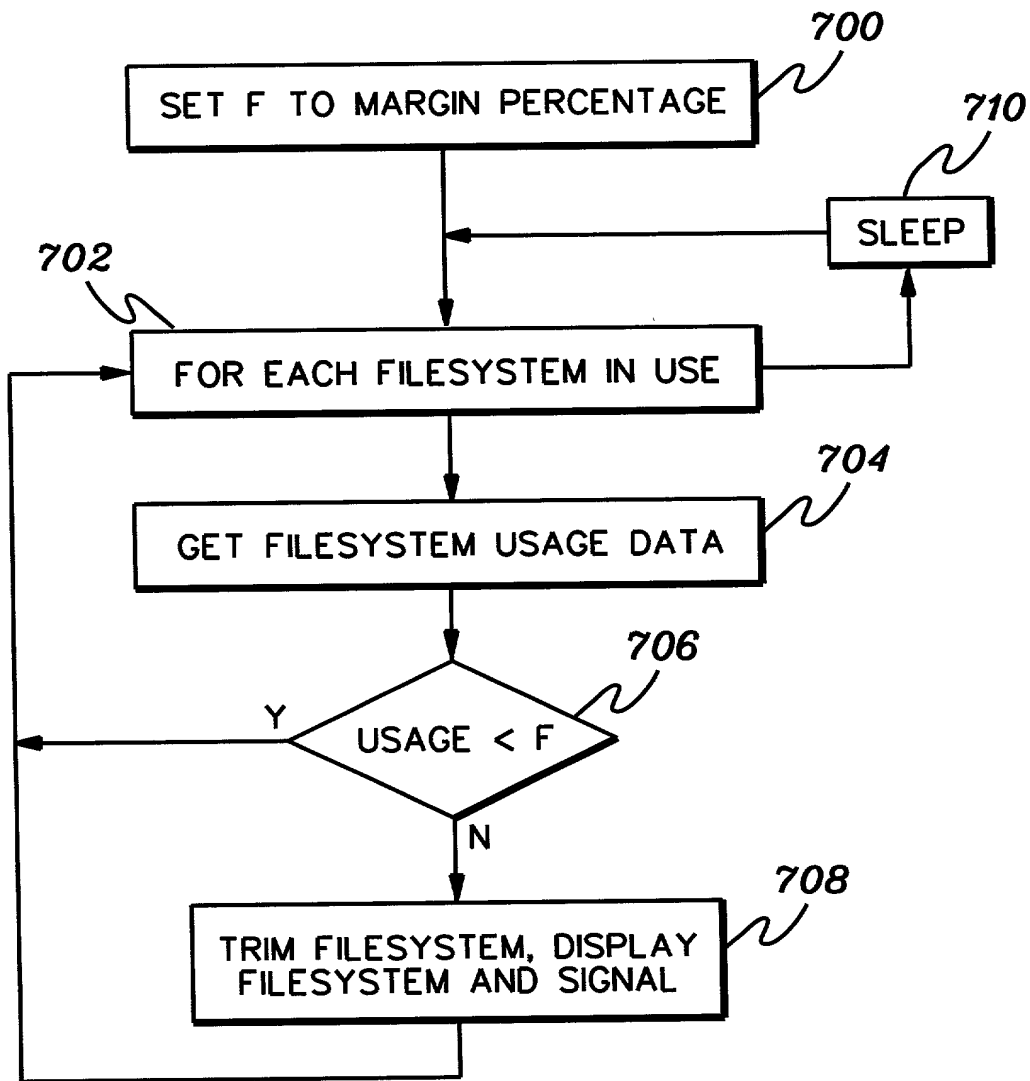 700
SET F TO MARGIN PERCENTAGE
710
SLEEP
702
FOR EACH FILESYSTEM IN USE
704
GET FILESYSTEM USAGE DATA
706
Y
USAGE < F
N
708
TRIM FILESYSTEM, DISPLAY
FILESYSTEM AND SIGNAL